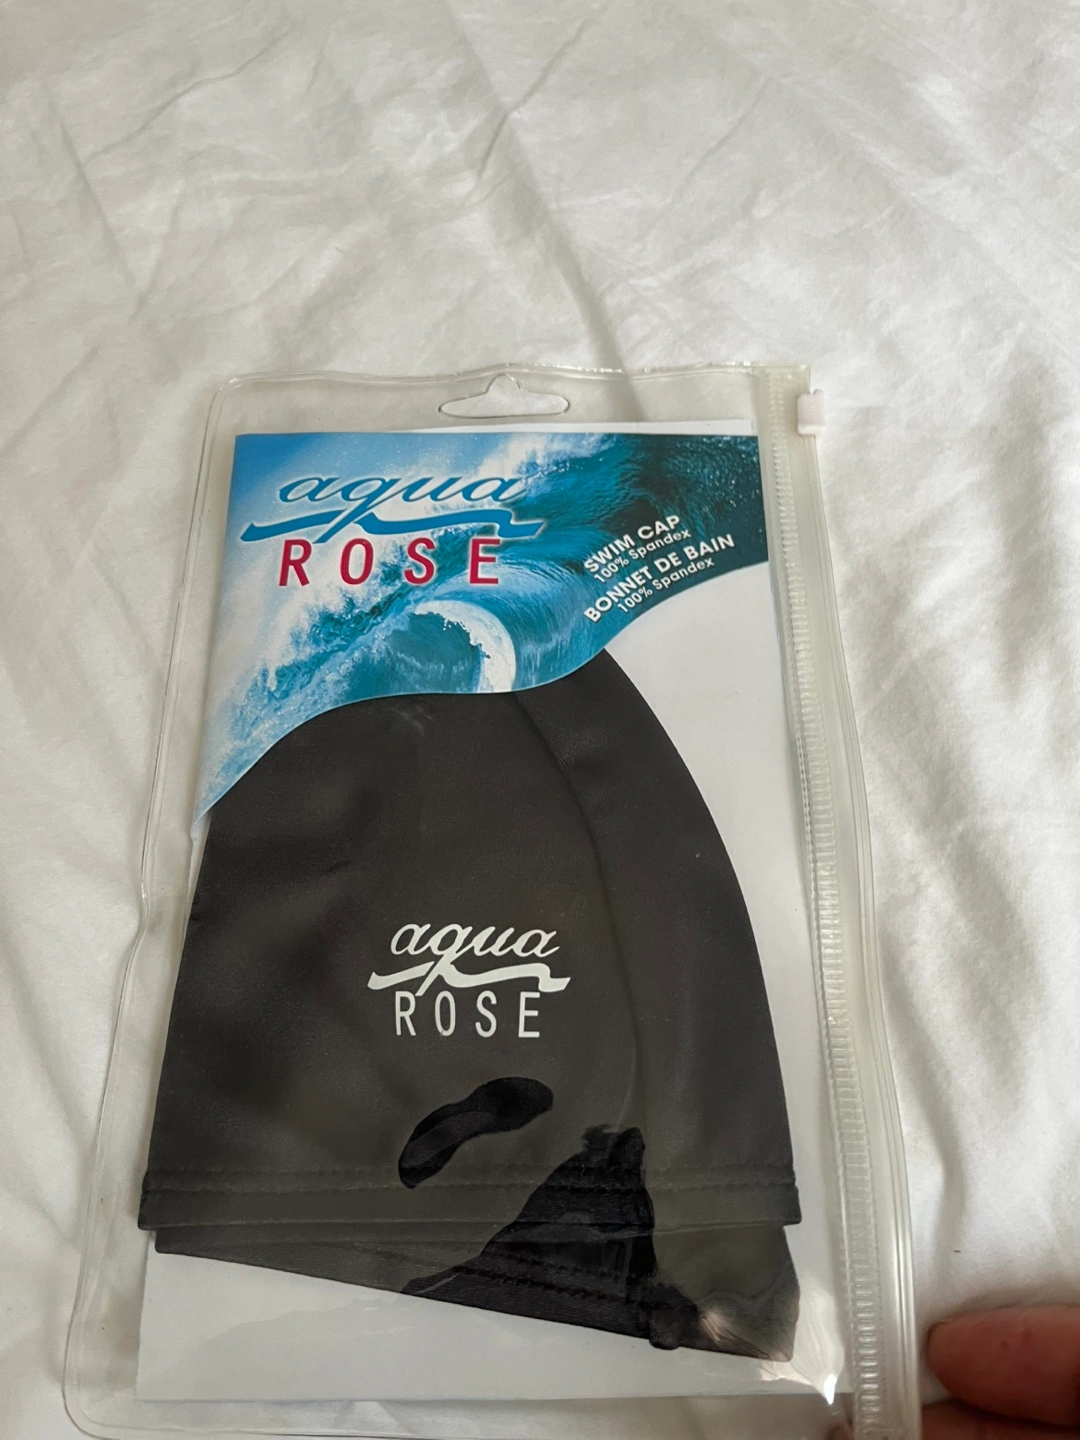 aqua
ROSE
SWIM CAP
100% Spandex
BONNET DE BAIN
100% Spandex
aqua
ROSE